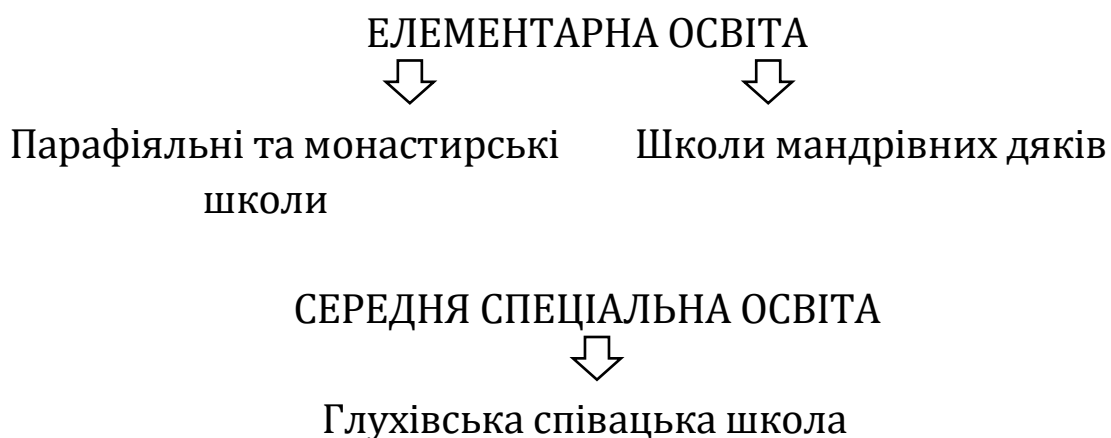 ЕЛЕМЕНТАРНА ОСВІТА
Парафіяльні та монастирські школи
Школи мандрівних дяків
СЕРЕДНЯ СПЕЦІАЛЬНА ОСВІТА
Глухівська співацька школа